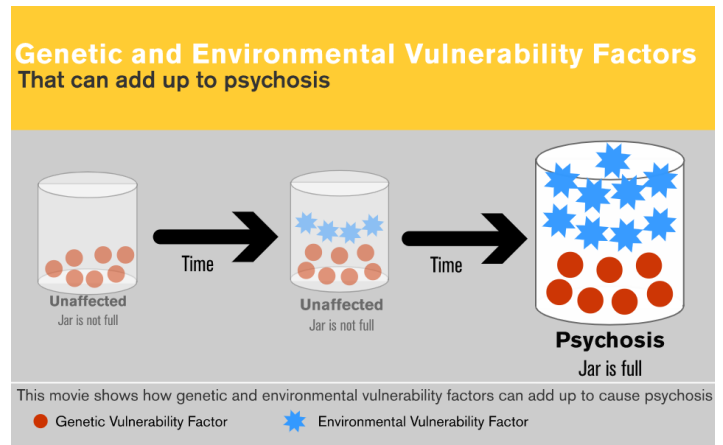 Genetic and Environmental Vulnerability Factors
That can add up to psychosis
Time
Time
Unaffected
Jar is not full
Unaffected
Jar is not full
Psychosis
Jar is full
This movie shows how genetic and environmental vulnerability factors can add up to cause psychosis
Genetic Vulnerability Factor
Environmental Vulnerability Factor